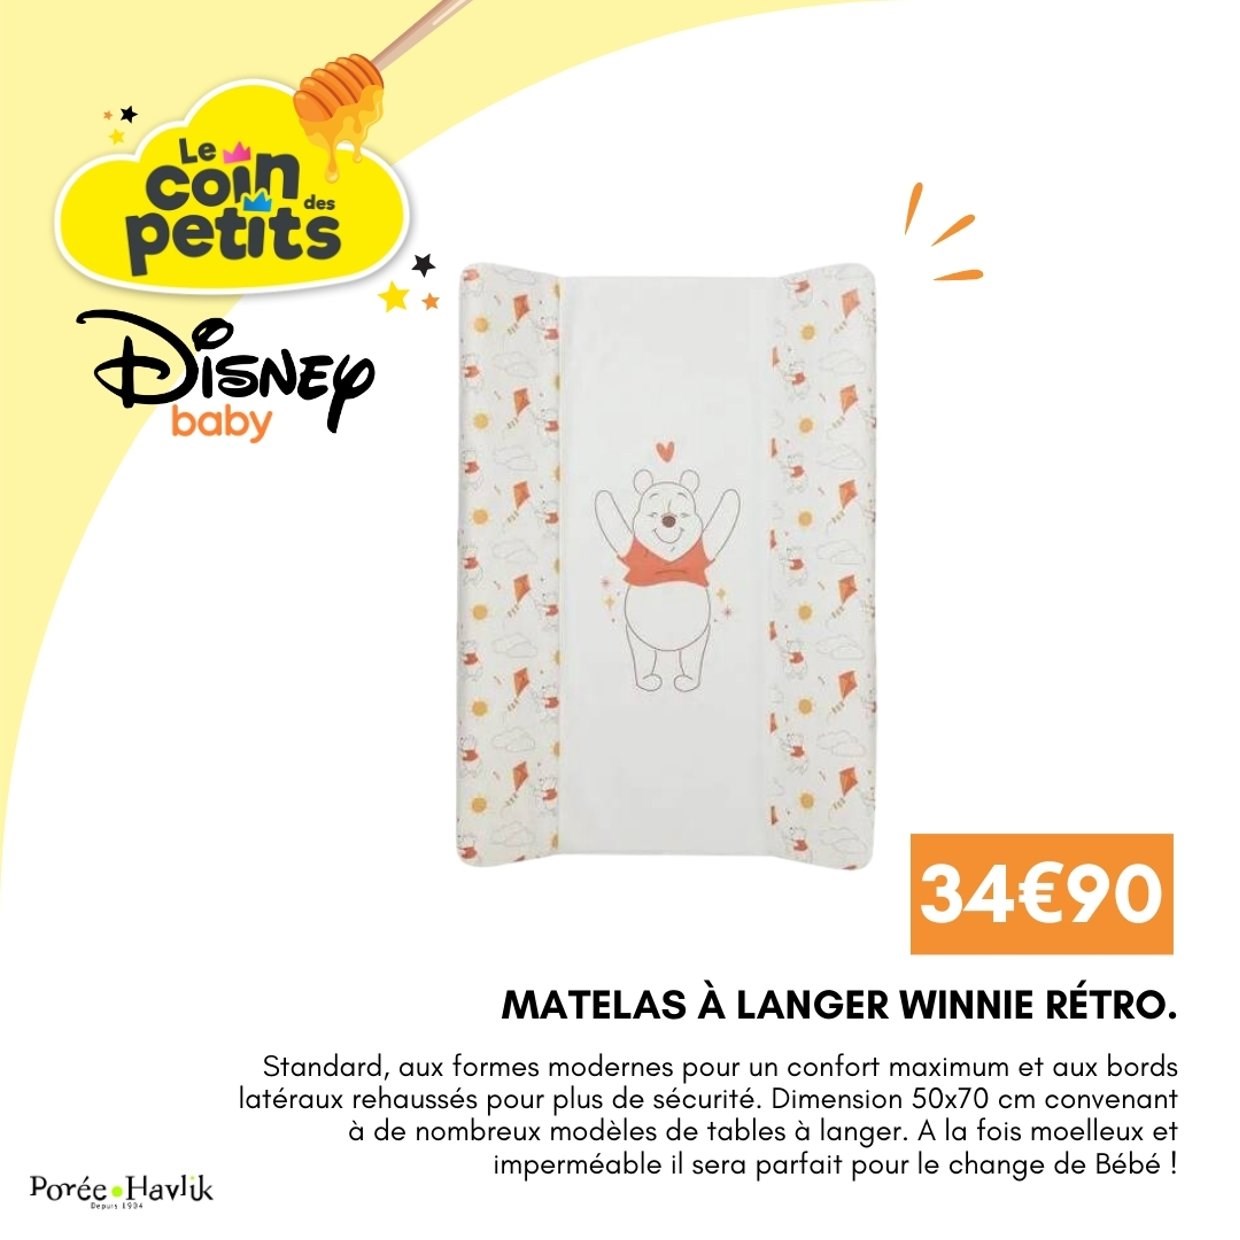 Le
coin
des
petits
Disney
baby
34€90
MATELAS À LANGER WINNIE RÉTRO.
Standard, aux formes modernes pour un confort maximum et aux bords
latéraux rehaussés pour plus de sécurité. Dimension 50x70 cm convenant
à de nombreux modèles de tables à langer. A la fois moelleux et
imperméable il sera parfait pour le change de Bébé !
Porée Havlik
Depuis 1934